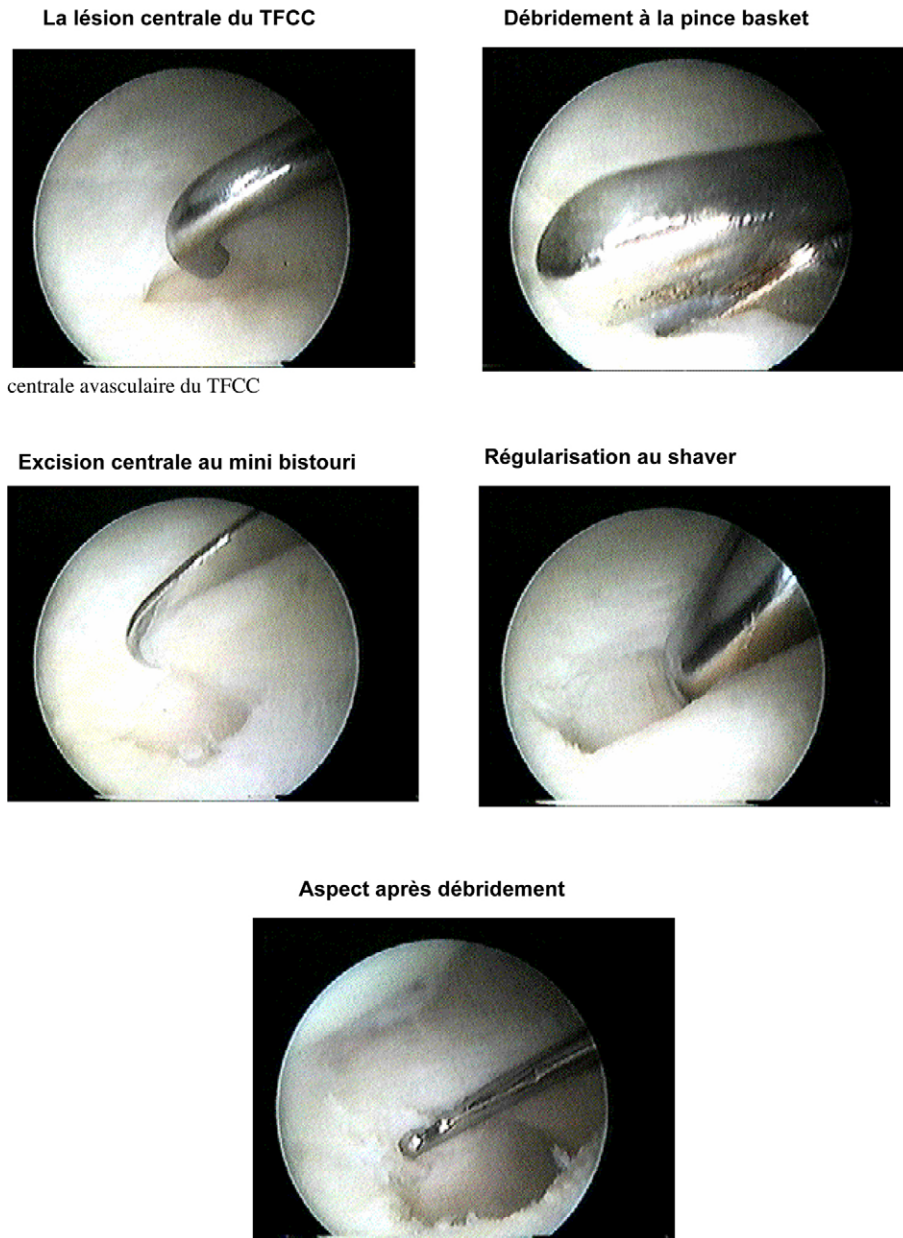 La lésion centrale du TFCC
Débridement à la pince basket
centrale avasculaire du TFCC
Excision centrale au mini bistouri
Régularisation au shaver
Aspect après débridement